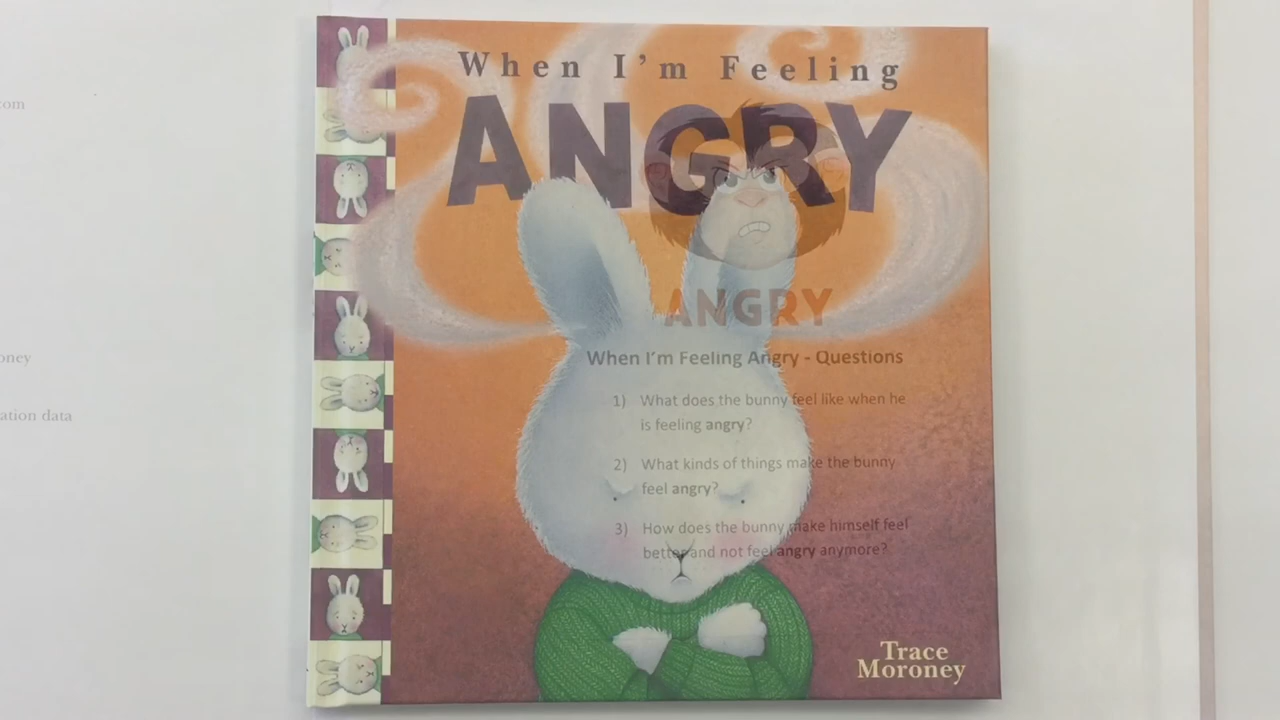 com
oney
ation data
When I'm Feeling
ANGRY
ANGRY
When I'm Feeling Angry - Questions
1) What does the bunny feel like when he
is feeling angry?
2) What kinds of things make the bunny
feel angry?
3) How does the bunny make himself feel
better and not feel angry anymore?
Trace
Moroney